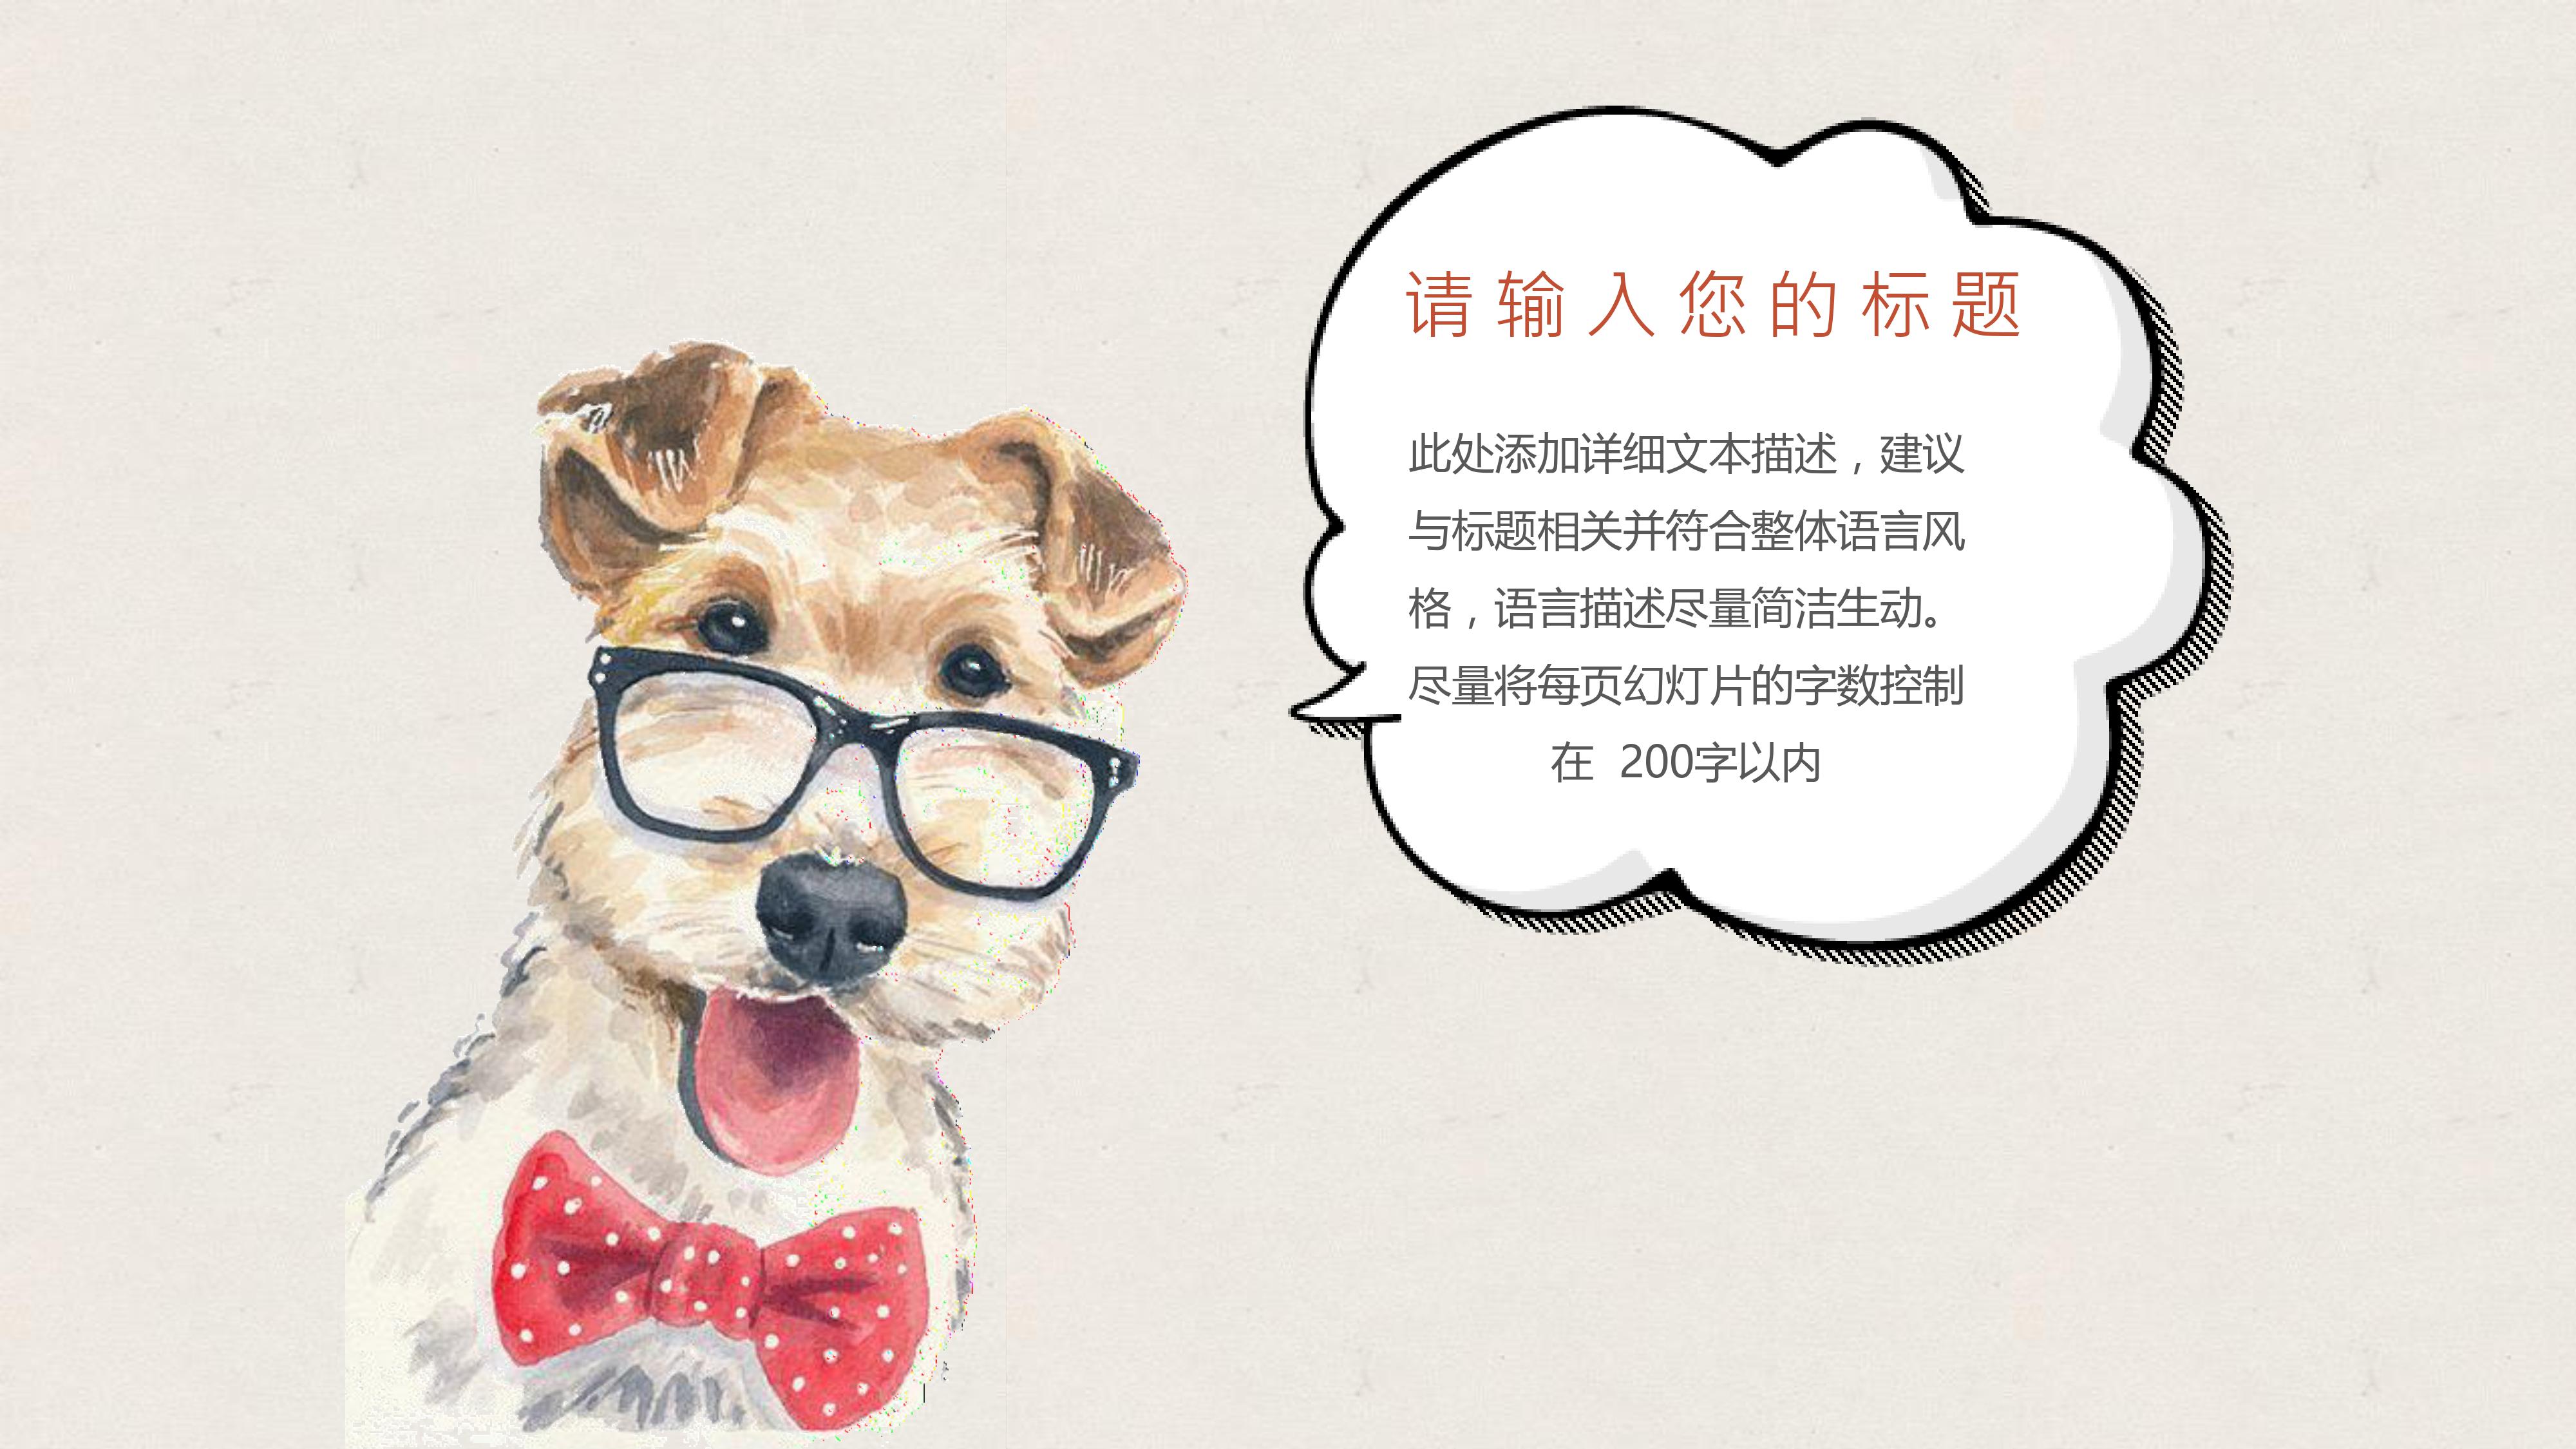 请输入您的标题
此处添加详细文本描述，建议
与标题相关并符合整体语言风
格，语言描述尽量简洁生动。
尽量将每页幻灯片的字数控制
在 200字以内